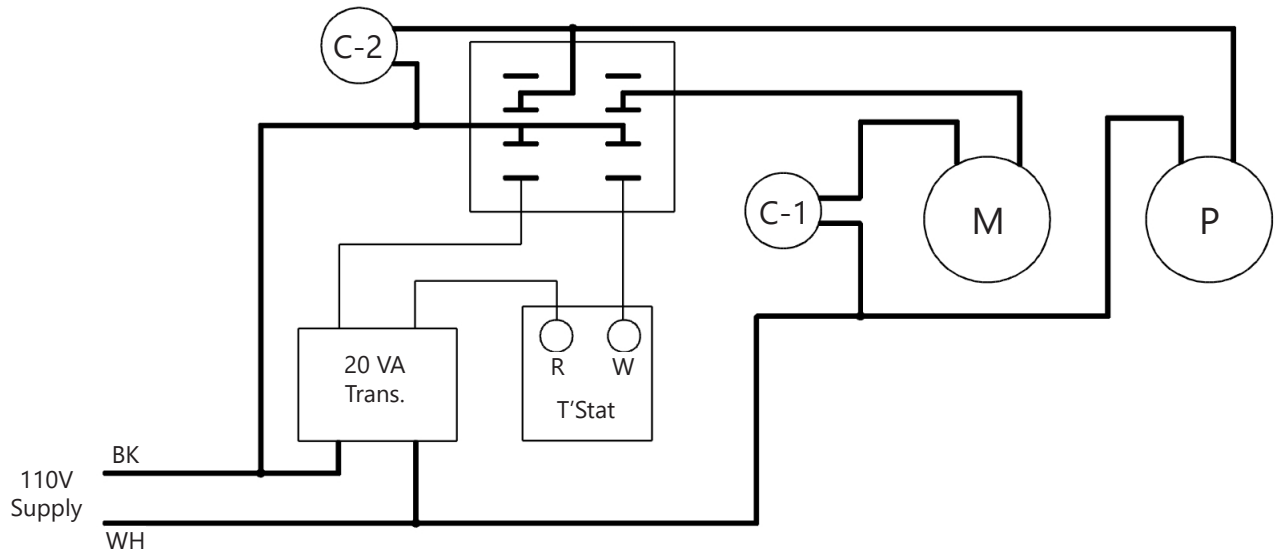 C-2
C-1
M
P
20 VA
Trans.
R
W
T'Stat
BK
110V
Supply
WH